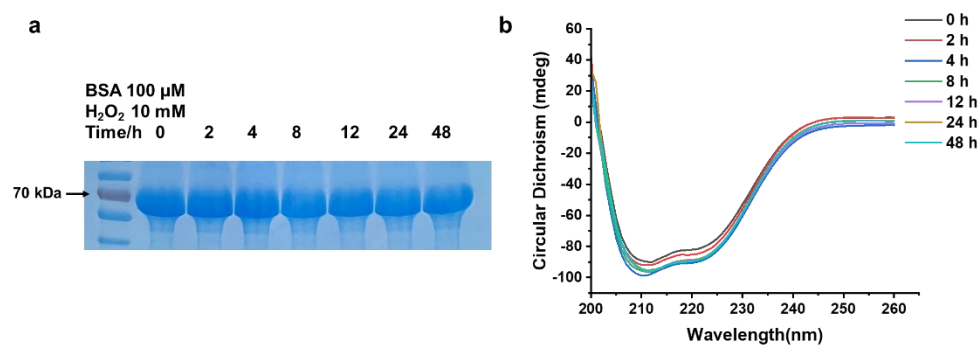 a
BSA 100 μM
H₂O₂ 10 mM
Time/h 0 2 4 8 12 24 48
70 kDa
b
Circular Dichroism (mdeg)
60
40
20
0
-20
-40
-60
-80
-100
200 210 220 230 240 250 260
Wavelength(nm)
0 h
2 h
4 h
8 h
12 h
24 h
48 h